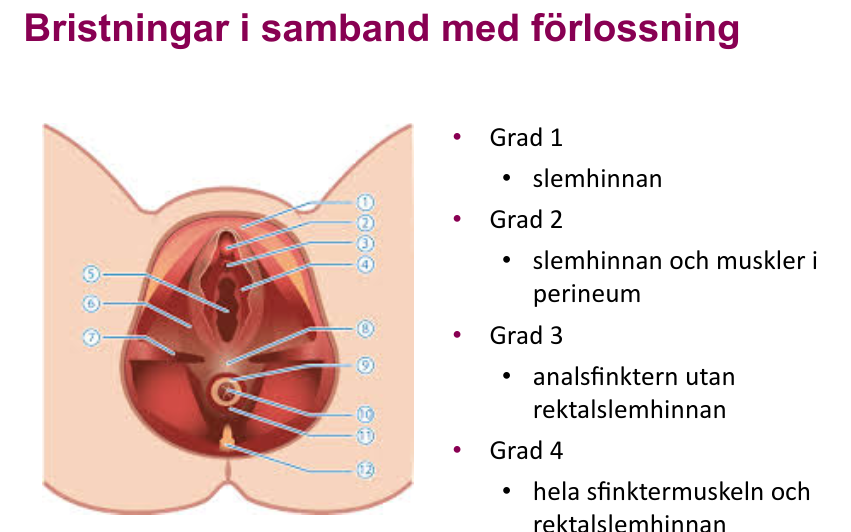 Bristningar i samband med förlossning
1
2
3
4
5
6
7
8
9
10
11
12
• Grad 1
• slemhinnan
• Grad 2
• slemhinnan och muskler i
perineum
• Grad 3
• analsfinktern utan
rektalslemhinnan
• Grad 4
• hela sfinktermuskeln och
rektalslemhinnan